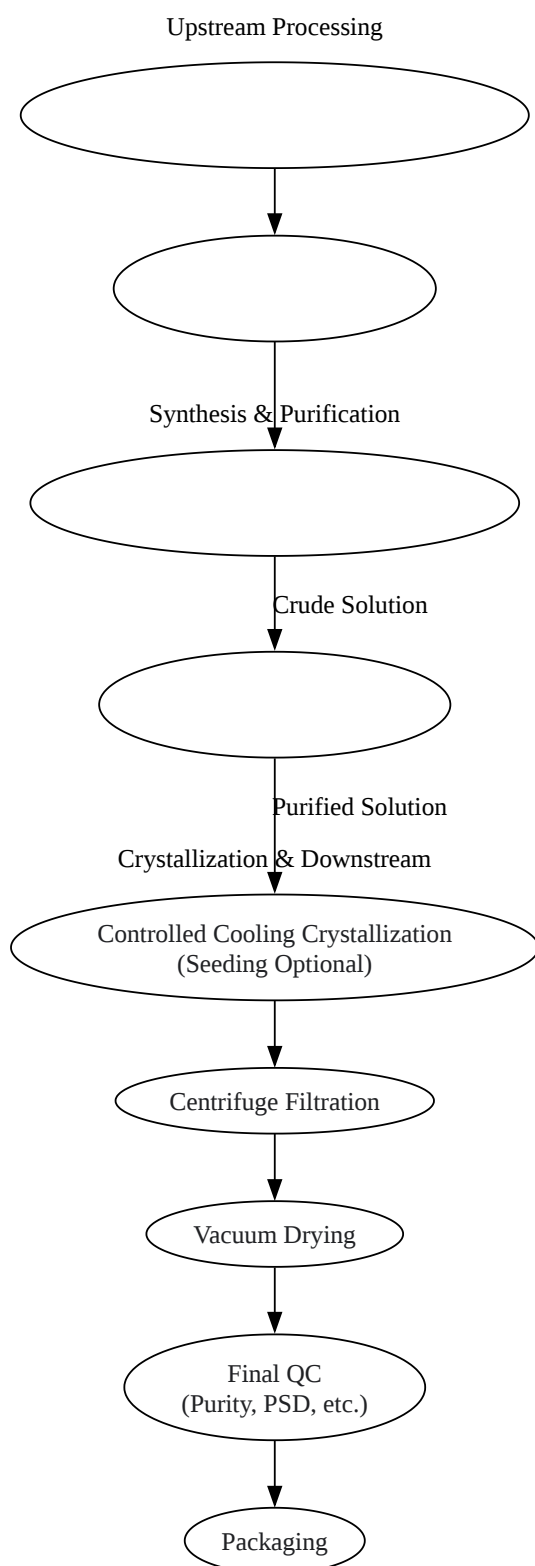 Upstream Processing
Synthesis & Purification
Crude Solution
Purified Solution
Crystallization & Downstream
Controlled Cooling Crystallization
(Seeding Optional)
Centrifuge Filtration
Vacuum Drying
Final QC
(Purity, PSD, etc.)
Packaging